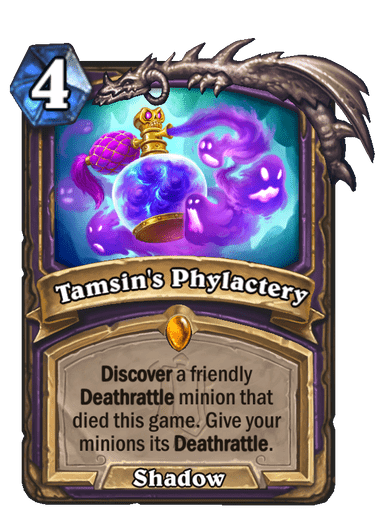 4
Tamsin's Phylactery
Discover a friendly
Deathrattle minion that
died this game. Give your
minions its Deathrattle.
Shadow